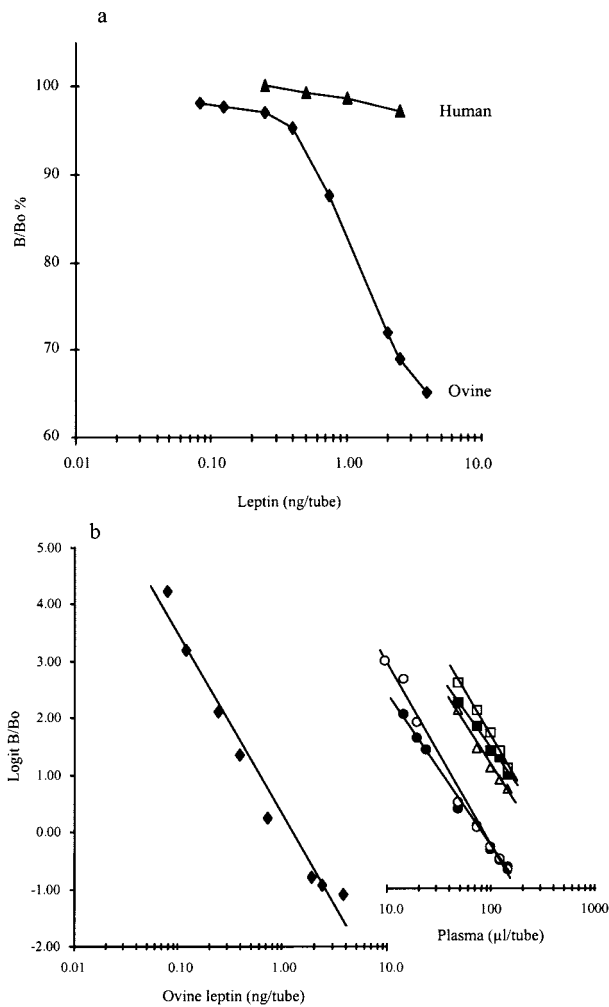 a
100
90
80
70
60
B/Bo %
Human
Ovine
0.01
0.10
1.00
10.0
Leptin (ng/tube)
b
5.00
4.00
3.00
2.00
1.00
0.00
-1.00
-2.00
Logit B/Bo
0.01
0.10
1.00
10.0
Ovine leptin (ng/tube)
10.0
100
1000
Plasma (µl/tube)